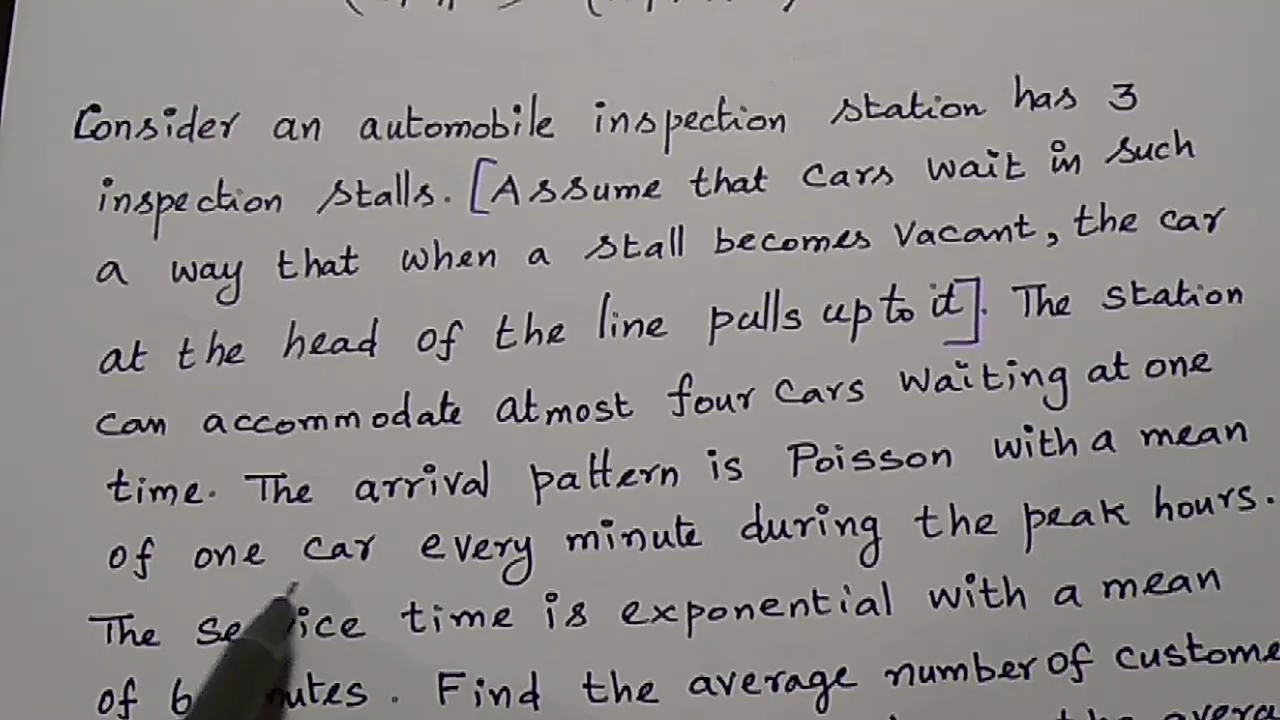 Consider an automobile inspection station has 3
inspection stalls. [Assume that cars wait in such
a way that when a stall becomes vacant, the car
at the head of the line pulls up to it]. The station
can accommodate atmost four cars waiting at one
time. The arrival pattern is Poisson with a mean
of one car every minute during the peak hours.
The service time is exponential with a mean
of 6 . Find the average number of custome
the avera